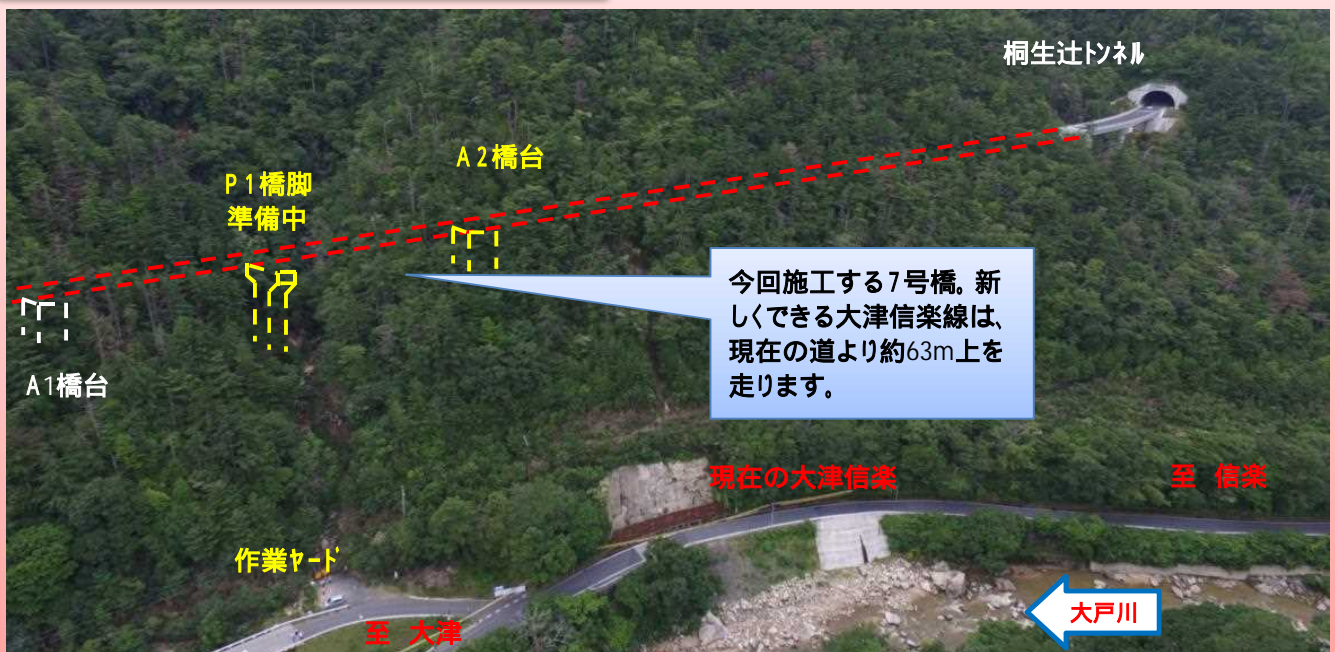 桐生辻トンネル
A2橋台
P1橋脚
準備中
今回施工する7号橋。新
しくできる大津信楽線は、
現在の道より約63m上を
走ります。
A1橋台
現在の大津信楽
至 信楽
作業ヤード
大戸川
至 大津